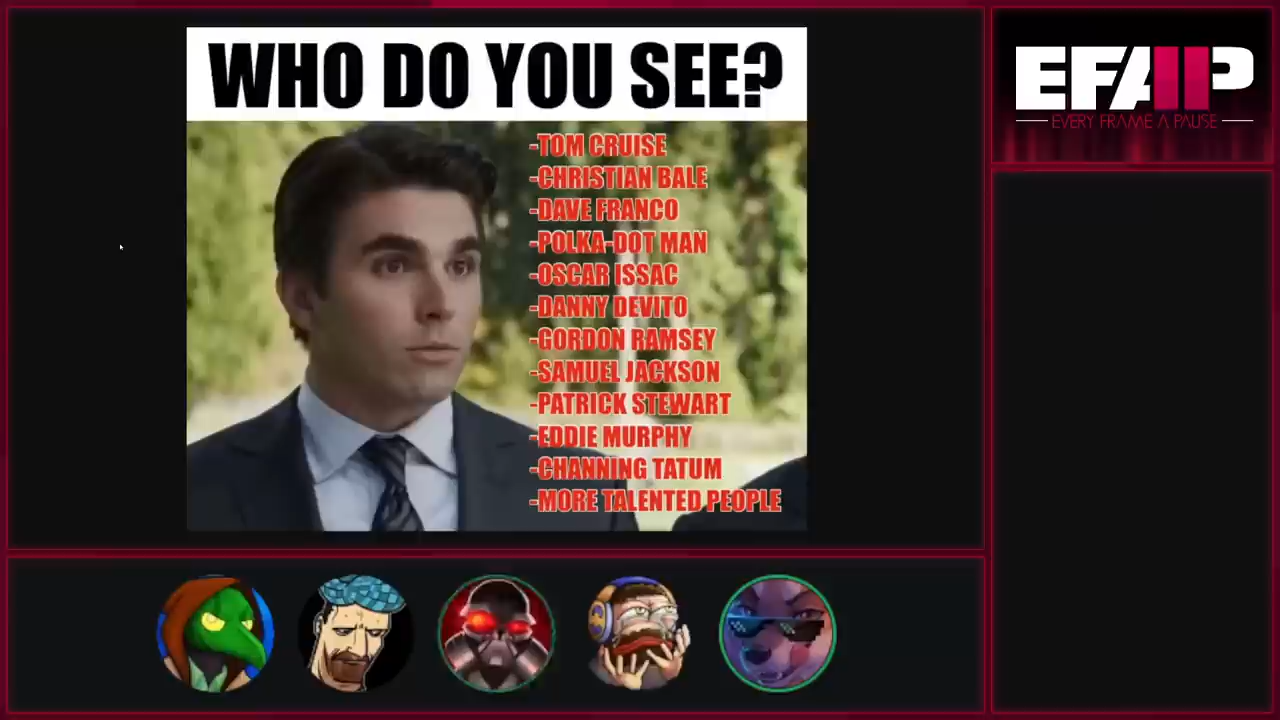 WHO DO YOU SEE?
-TOM CRUISE
-CHRISTIAN BALE
-DAVE FRANCO
-POLKA-DOT MAN
-OSCAR ISSAC
-DANNY DEVITO
-GORDON RAMSEY
-SAMUEL JACKSON
-PATRICK STEWART
-EDDIE MURPHY
-CHANNING TATUM
-MORE TALENTED PEOPLE
EFAP
EVERY FRAME A PAUSE